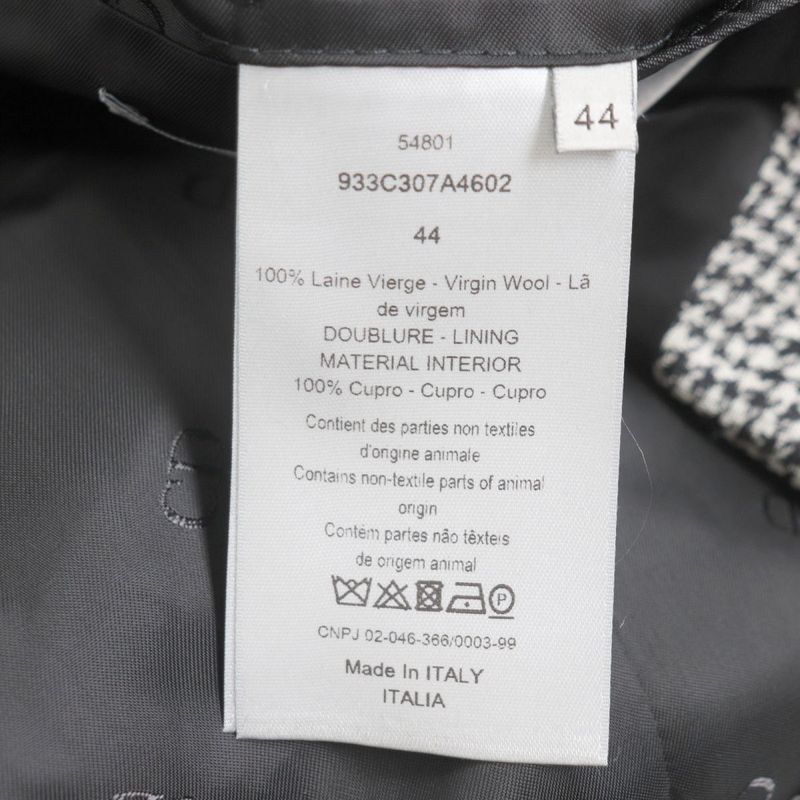 44
54801
933C307A4602
44
100% Laine Vierge - Virgin Wool - Lã
de virgem
DOUBLURE - LINING
MATERIAL INTERIOR
100% Cupro - Cupro - Cupro
Contient des parties non textiles
d'origine animale
Contains non-textile parts of animal
origin
Contém partes não têxteis
de origem animal
P
CNPJ 02-046-366/0003-99
Made In ITALY
ITALIA